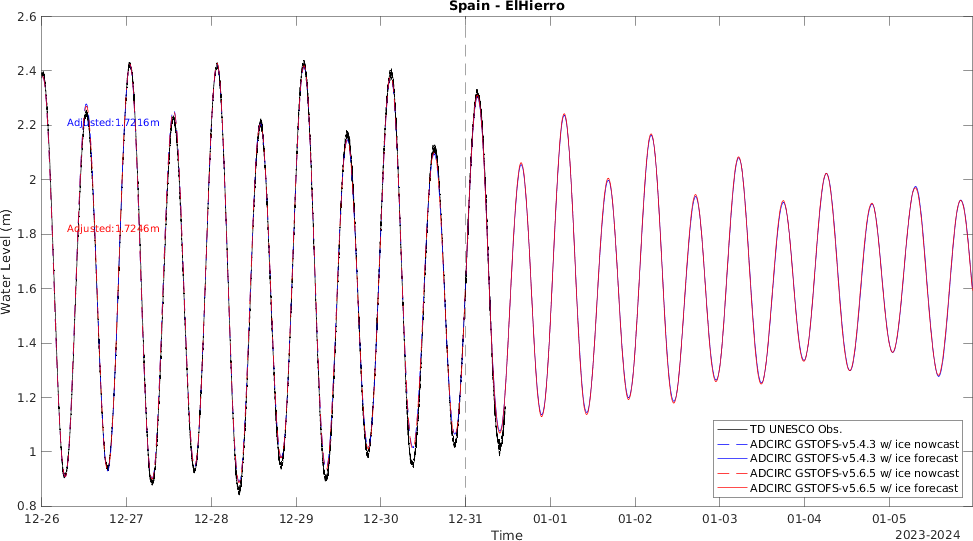 Spain - ElHierro
2.6
2.4
2.2
2
1.8
1.6
1.4
1.2
1
0.8
Water Level (m)
Adjusted:1.7216m
Adjusted:1.7246m
TD UNESCO Obs.
ADCIRC GSTOFS-v5.4.3 w/ ice nowcast
ADCIRC GSTOFS-v5.4.3 w/ ice forecast
ADCIRC GSTOFS-v5.6.5 w/ ice nowcast
ADCIRC GSTOFS-v5.6.5 w/ ice forecast
12-26 12-27 12-28 12-29 12-30 12-31 01-01 01-02 01-03 01-04 01-05
Time
2023-2024